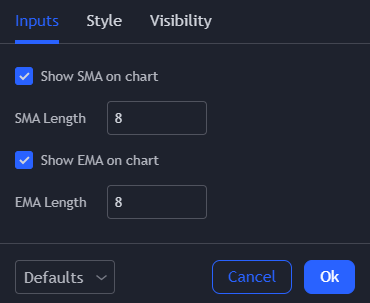 Inputs Style Visibility
Show SMA on chart
SMA Length 8
Show EMA on chart
EMA Length 8
Defaults Cancel Ok